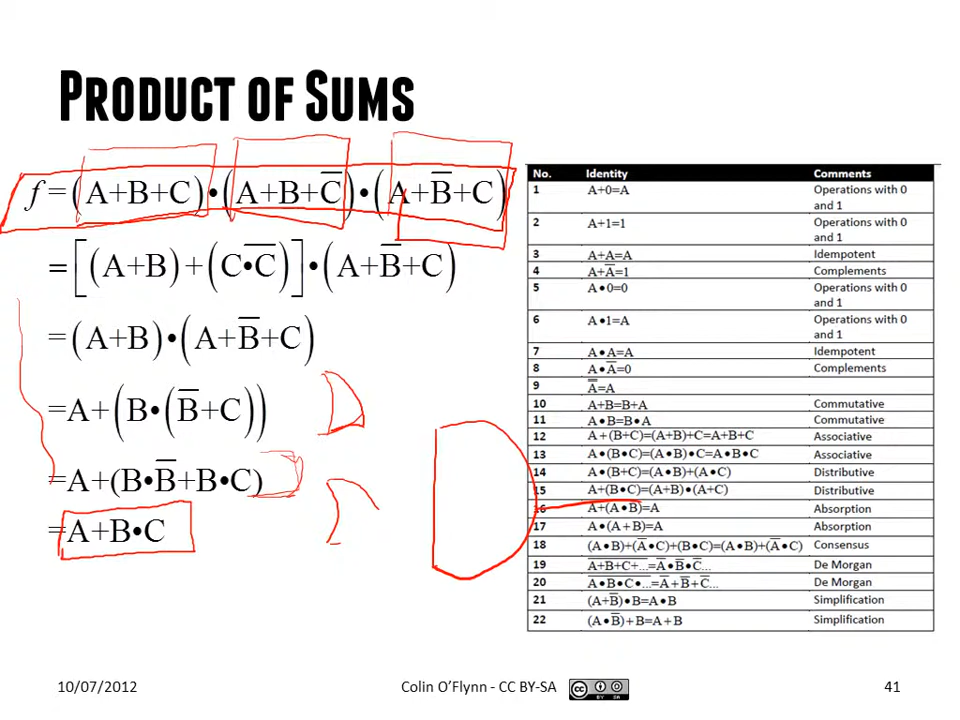 PRODUCT OF SUMS
f = (A+B+C)•(A+B+C̅)•(A+B̅+C)
=[(A+B)+(C•C̅)]•(A+B̅+C)
=(A+B)•(A+B̅+C)
=A+(B•(B̅+C))
=A+(B•B̅+B•C)
=A+B•C
No. Identity Comments
1 A+0=A Operations with 0 and 1
2 A+1=1 Operations with 0 and 1
3 A+A=A Idempotent
4 A+A̅=1 Complements
5 A•0=0 Operations with 0 and 1
6 A•1=A Operations with 0 and 1
7 A•A=A Idempotent
8 A•A̅=0 Complements
9 A̿=A
10 A+B=B+A Commutative
11 A•B=B•A Commutative
12 A+(B+C)=(A+B)+C=A+B+C Associative
13 A•(B•C)=(A•B)•C=A•B•C Associative
14 A•(B+C)=(A•B)+(A•C) Distributive
15 A+(B•C)=(A+B)•(A+C) Distributive
16 A+(A•B)=A Absorption
17 A•(A+B)=A Absorption
18 (A•B)+(A̅•C)+(B•C)=(A•B)+(A̅•C) Consensus
19 A̅+̅B̅+̅C̅+̅.̅.̅.̅=A̅•B̅•C̅... De Morgan
20 A̅•̅B̅•̅C̅•̅.̅.̅.̅=A̅+B̅+C̅... De Morgan
21 (A+B̅)•B=A•B Simplification
22 (A•B̅)+B=A+B Simplification
10/07/2012 Colin O’Flynn - CC BY-SA 41